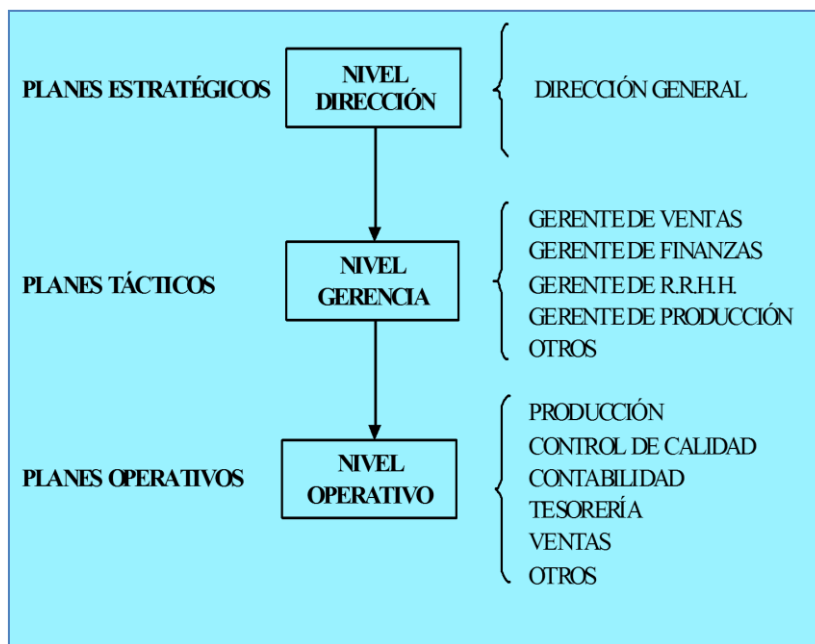 PLANES ESTRATÉGICOS
NIVEL
DIRECCIÓN
DIRECCIÓN GENERAL
PLANES TÁCTICOS
NIVEL
GERENCIA
GERENTE DE VENTAS
GERENTE DE FINANZAS
GERENTE DE R.R.H.H.
GERENTE DE PRODUCCIÓN
OTROS
PLANES OPERATIVOS
NIVEL
OPERATIVO
PRODUCCIÓN
CONTROL DE CALIDAD
CONTABILIDAD
TESORERÍA
VENTAS
OTROS